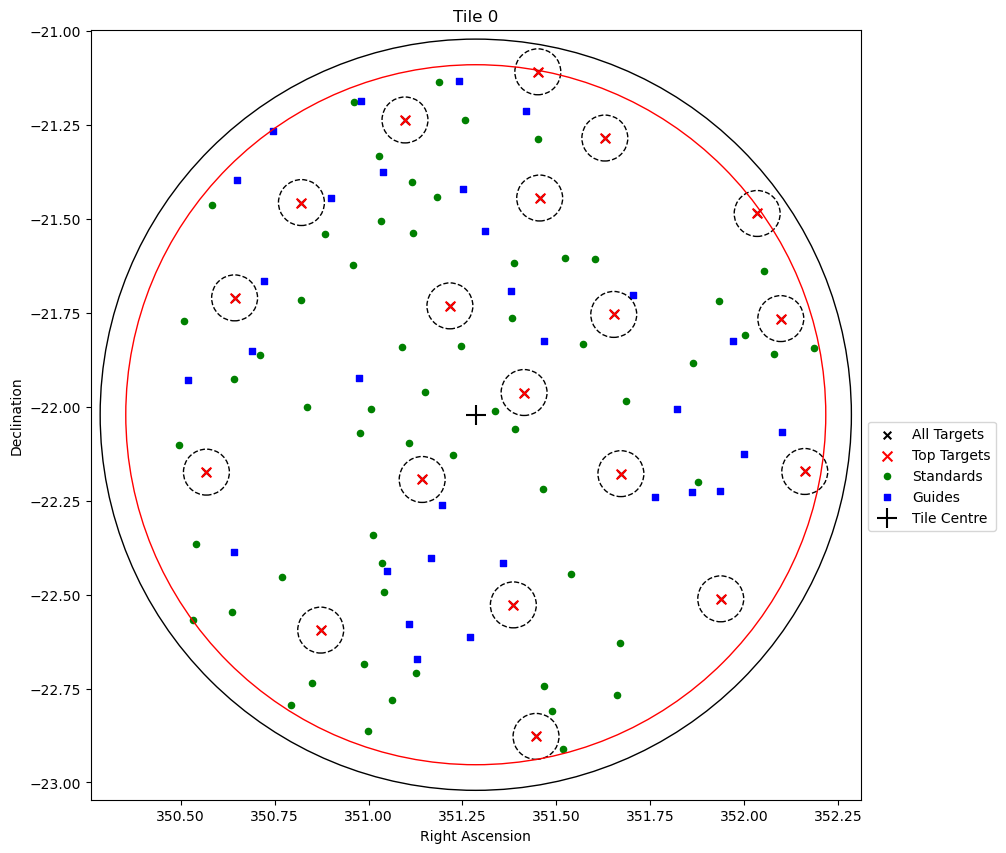 Tile 0
−21.00
−21.25
−21.50
−21.75
−22.00
−22.25
−22.50
−22.75
−23.00
Declination
350.50 350.75 351.00 351.25 351.50 351.75 352.00 352.25
Right Ascension
All Targets
Top Targets
Standards
Guides
Tile Centre